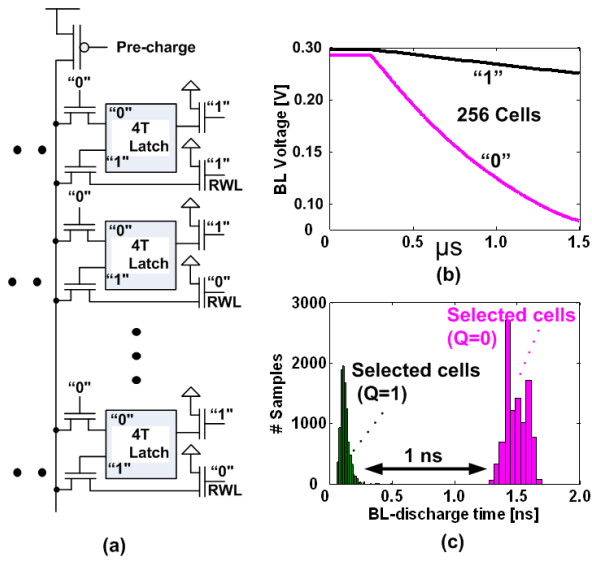 Pre-charge
"0"
"0"
"1"
4T
Latch
"1"
"1"
RWL
"0"
"0"
"1"
4T
Latch
"1"
"0"
RWL
"0"
"0"
"1"
4T
Latch
"1"
"0"
RWL
(a)
0.30
0.20
0.15
0.10
0
BL Voltage [V]
"1"
256 Cells
"0"
0.5
1.0
1.5
µs
(b)
3000
2000
1000
0
# Samples
Selected cells
(Q=0)
Selected cells
(Q=1)
1 ns
0
0.5
1.0
1.5
2.0
BL-discharge time [ns]
(c)